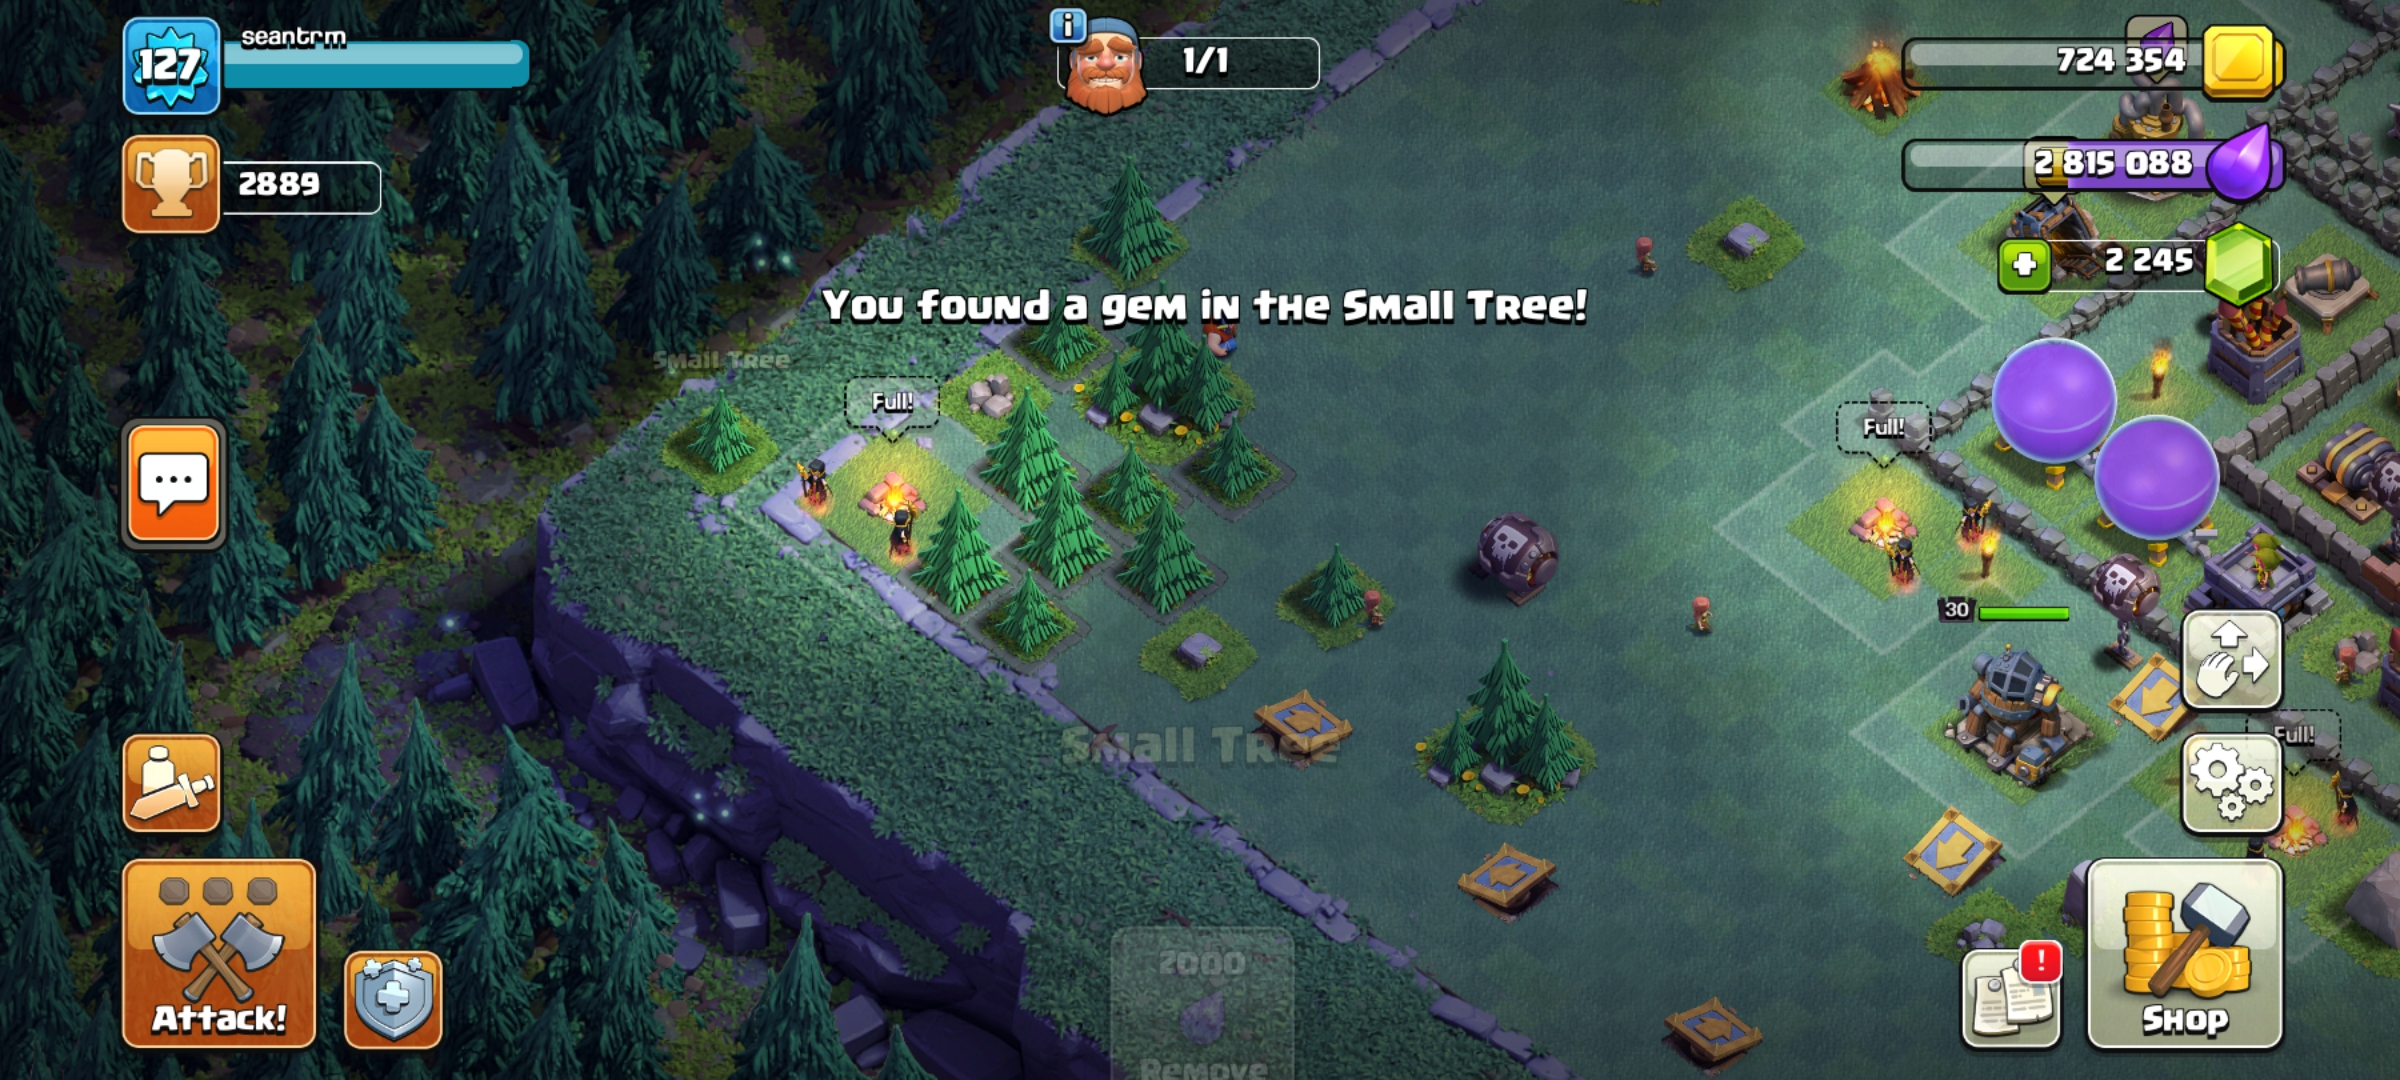 127
seantrm
1/1
724 354
2889
2 815 088
2 245
You found a gem in the Small Tree!
Small Tree
Full!
Full!
30
Full!
Small Tree
2000
Remove
Attack!
!
Shop